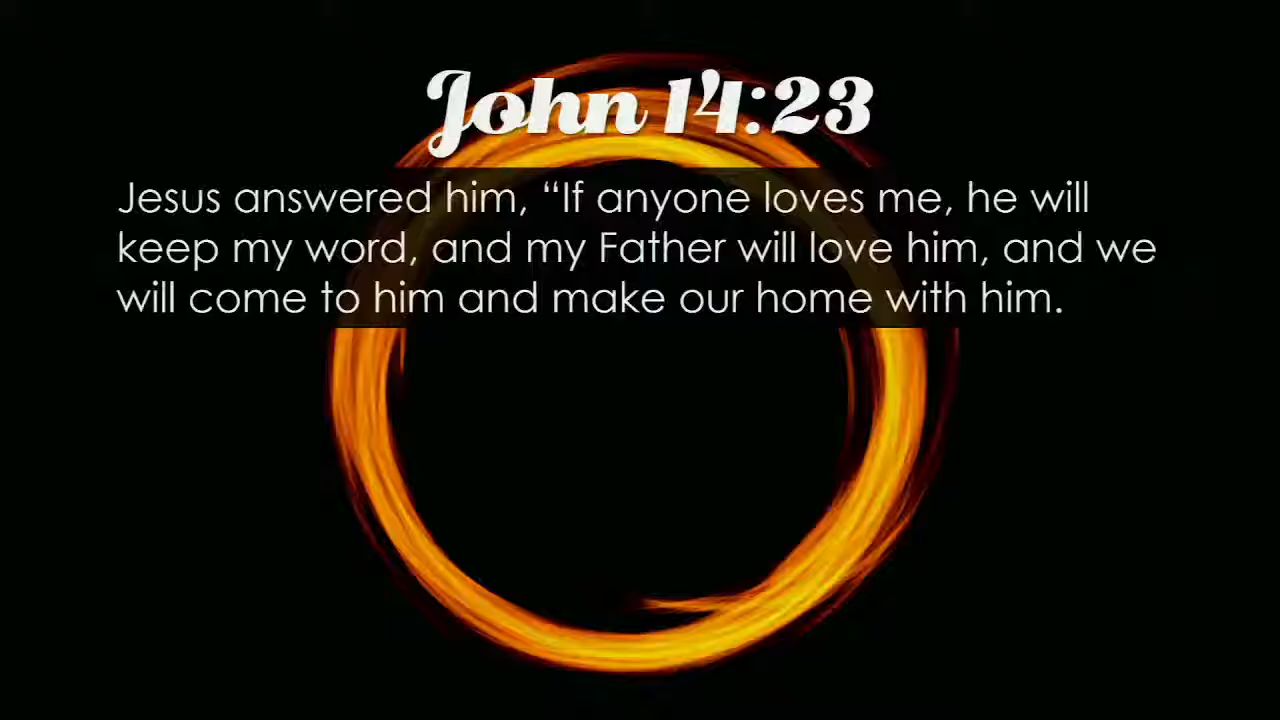 John 14:23
Jesus answered him, “If anyone loves me, he will
keep my word, and my Father will love him, and we
will come to him and make our home with him.